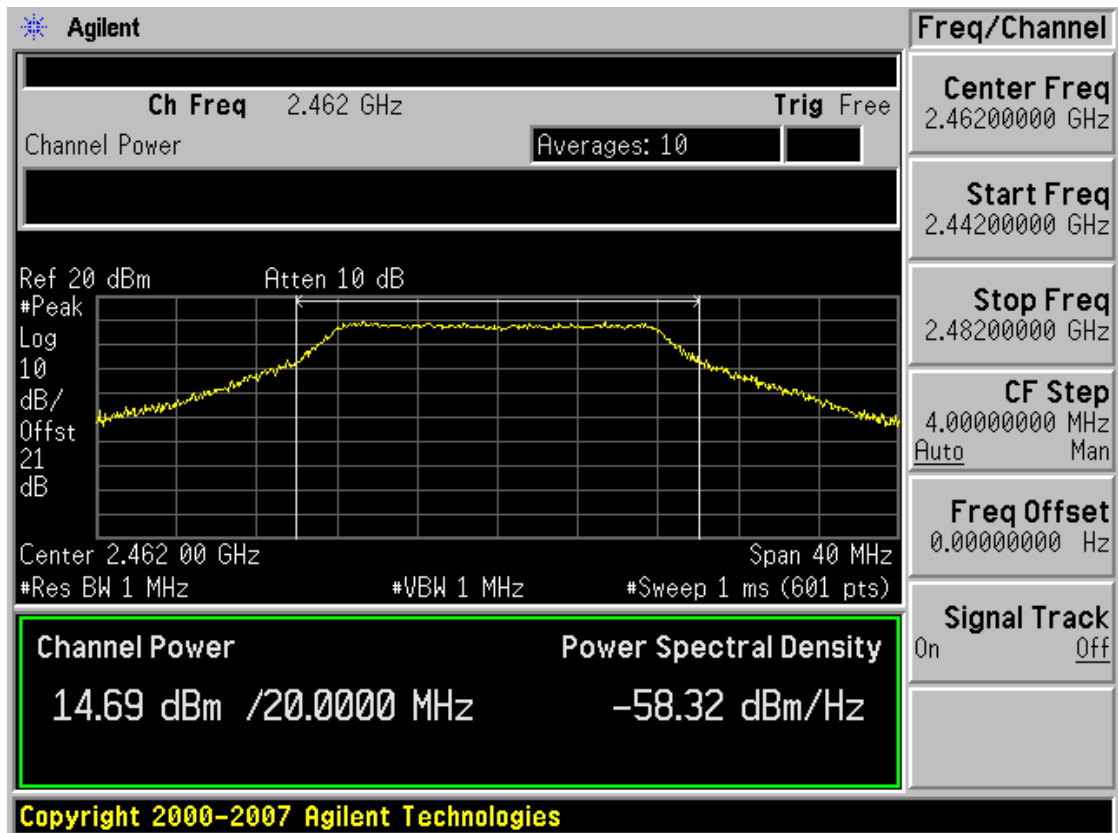 Agilent
Freq/Channel
Ch Freq 2.462 GHz Trig Free
Channel Power Averages: 10
Ref 20 dBm Atten 10 dB
#Peak
Log
10
dB/
Offst
21
dB
Center 2.462 00 GHz Span 40 MHz
#Res BW 1 MHz #VBW 1 MHz #Sweep 1 ms (601 pts)
Channel Power Power Spectral Density
14.69 dBm /20.0000 MHz -58.32 dBm/Hz
Copyright 2000-2007 Agilent Technologies
Center Freq
2.46200000 GHz
Start Freq
2.44200000 GHz
Stop Freq
2.48200000 GHz
CF Step
4.00000000 MHz
Auto Man
Freq Offset
0.00000000 Hz
Signal Track
On Off